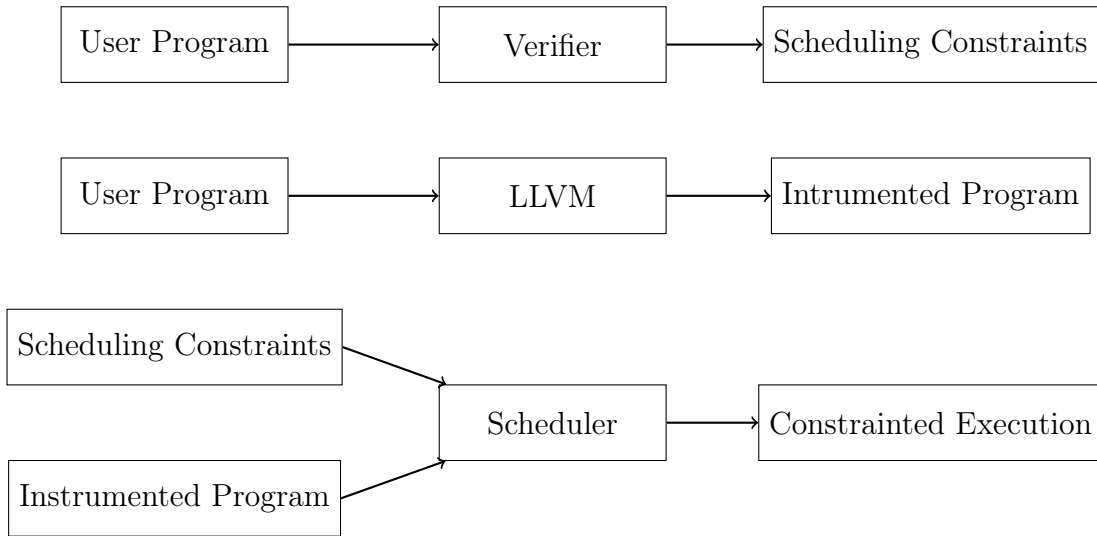 User Program
Verifier
Scheduling Constraints
User Program
LLVM
Intrumented Program
Scheduling Constraints
Scheduler
Constrainted Execution
Instrumented Program